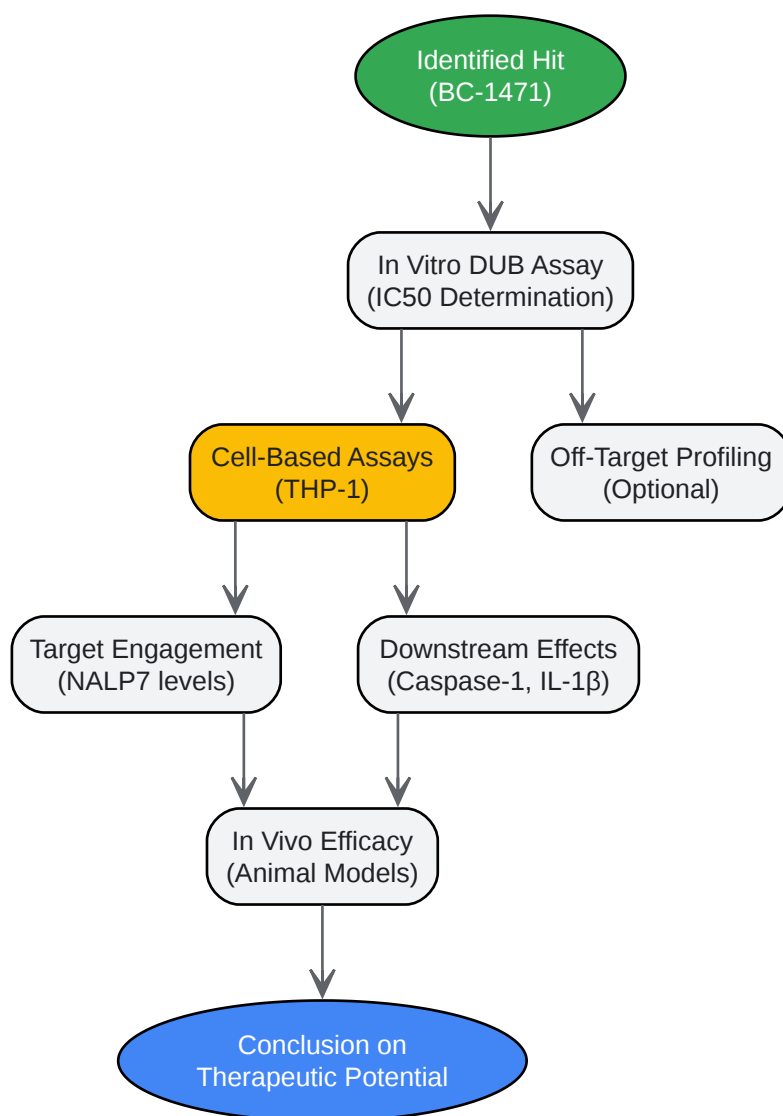 Identified Hit
(BC-1471)
In Vitro DUB Assay
(IC50 Determination)
Cell-Based Assays
(THP-1)
Off-Target Profiling
(Optional)
Target Engagement
(NALP7 levels)
Downstream Effects
(Caspase-1, IL-1β)
In Vivo Efficacy
(Animal Models)
Conclusion on
Therapeutic Potential